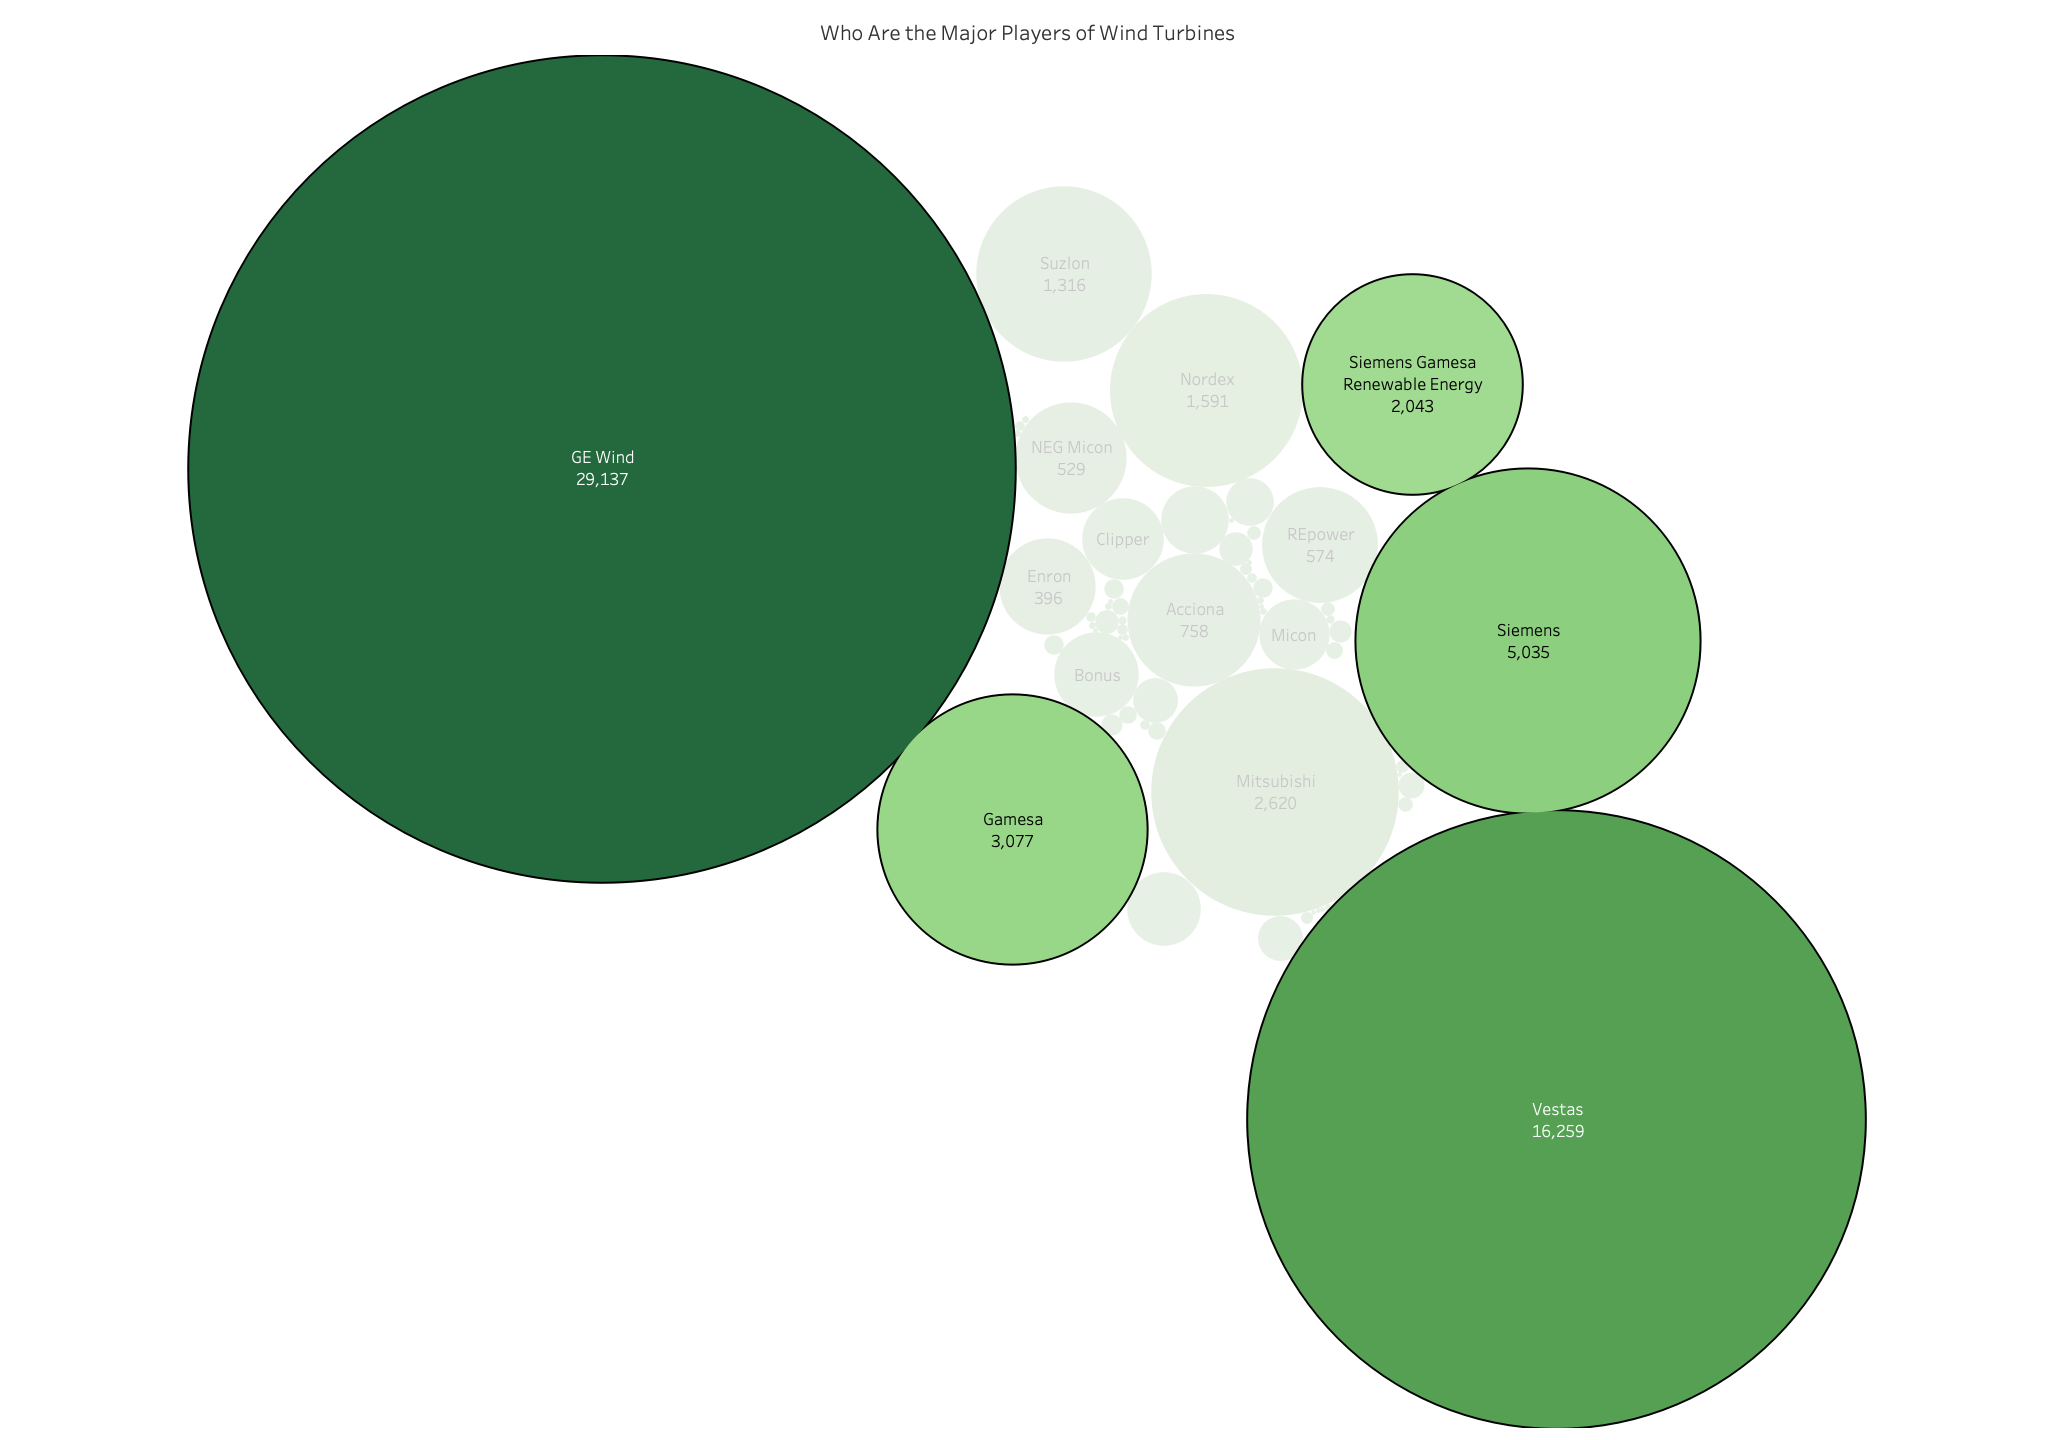 Who Are the Major Players of Wind Turbines
Suzlon
1,316
Siemens Gamesa
Renewable Energy
2,043
Nordex
1,591
NEG Micon
529
GE Wind
29,137
REpower
574
Clipper
Enron
396
Acciona
758
Micon
Siemens
5,035
Bonus
Mitsubishi
2,620
Gamesa
3,077
Vestas
16,259